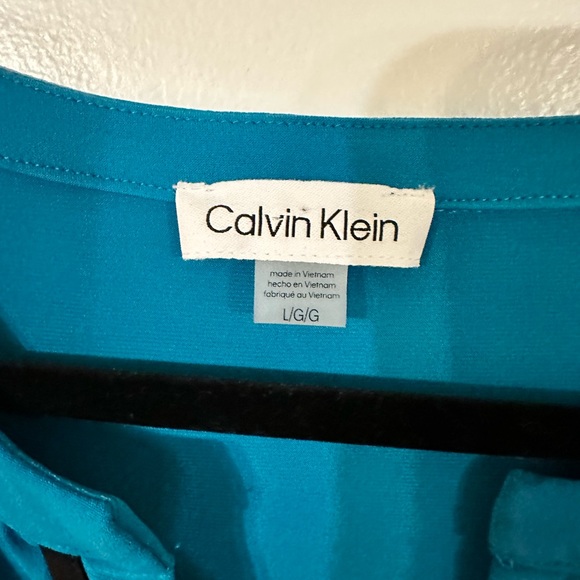 Calvin Klein
made in Vietnam
hecho en Vietnam
fabriqué au Vietnam
L/G/G